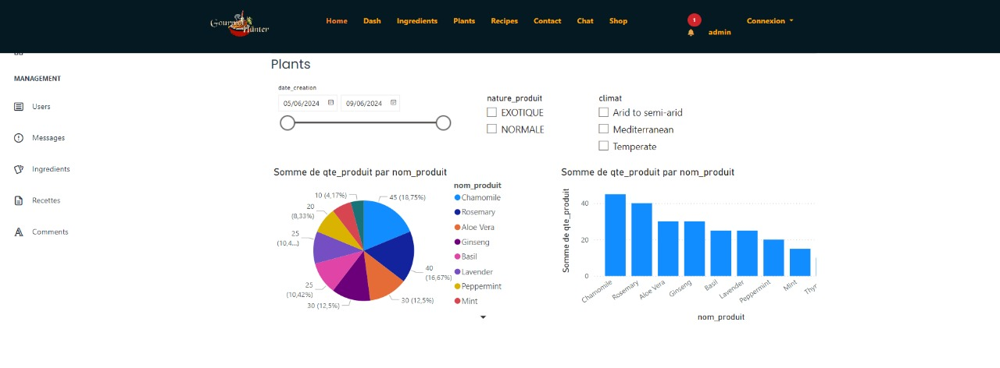 Gourmet Hunter
Home Dash Ingredients Plants Recipes Contact Chat Shop
1
admin
Connexion
MANAGEMENT
Users
Messages
Ingredients
Recettes
Comments
Plants
date_creation
05/06/2024 09/06/2024
nature_produit
EXOTIQUE
NORMALE
climat
Arid to semi-arid
Mediterranean
Temperate
Somme de qte_produit par nom_produit
10 (4,17%)
45 (18,75%)
20
(8,33%)
25
(10,4...)
40
(16,67%)
25
(10,42%)
30 (12,5%)
30 (12,5%)
nom_produit
Chamomile
Rosemary
Aloe Vera
Ginseng
Basil
Lavender
Peppermint
Mint
Somme de qte_produit par nom_produit
Somme de qte_produit
40
20
0
Chamomile
Rosemary
Aloe Vera
Ginseng
Basil
Lavender
Peppermint
Mint
nom_produit